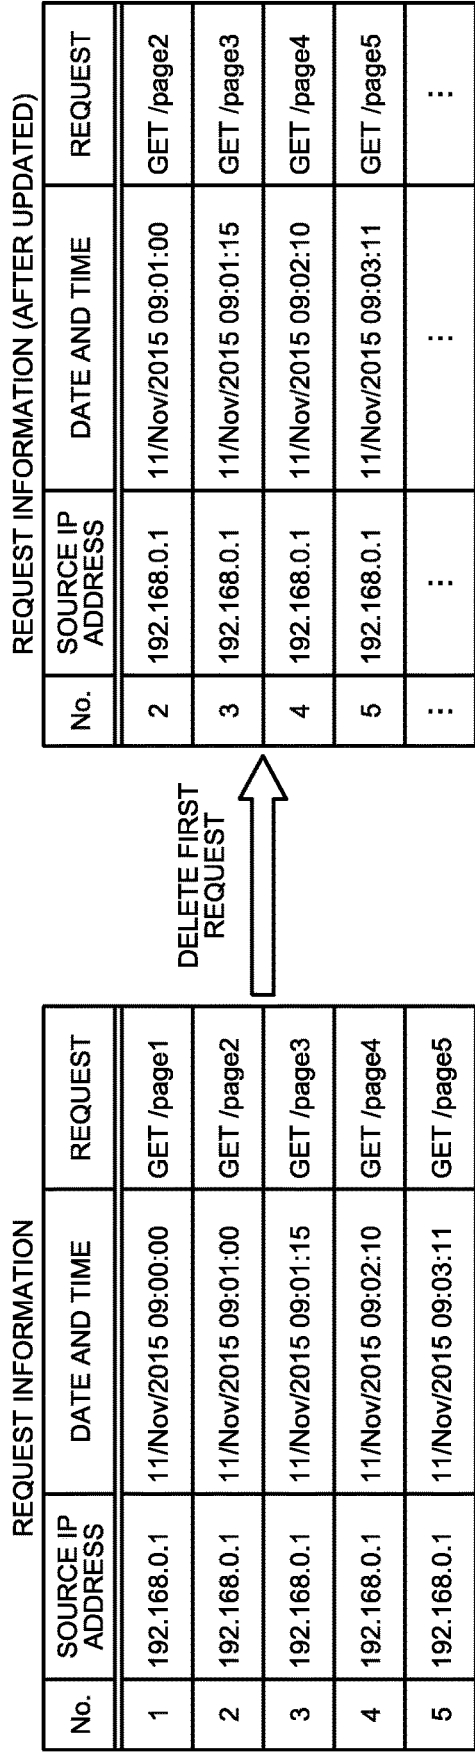 REQUEST INFORMATION
No. SOURCE IP ADDRESS DATE AND TIME REQUEST
1 192.168.0.1 11/Nov/2015 09:00:00 GET /page1
2 192.168.0.1 11/Nov/2015 09:01:00 GET /page2
3 192.168.0.1 11/Nov/2015 09:01:15 GET /page3
4 192.168.0.1 11/Nov/2015 09:02:10 GET /page4
5 192.168.0.1 11/Nov/2015 09:03:11 GET /page5
DELETE FIRST
REQUEST
REQUEST INFORMATION (AFTER UPDATED)
No. SOURCE IP ADDRESS DATE AND TIME REQUEST
2 192.168.0.1 11/Nov/2015 09:01:00 GET /page2
3 192.168.0.1 11/Nov/2015 09:01:15 GET /page3
4 192.168.0.1 11/Nov/2015 09:02:10 GET /page4
5 192.168.0.1 11/Nov/2015 09:03:11 GET /page5
⋮ ⋮ ⋮ ⋮